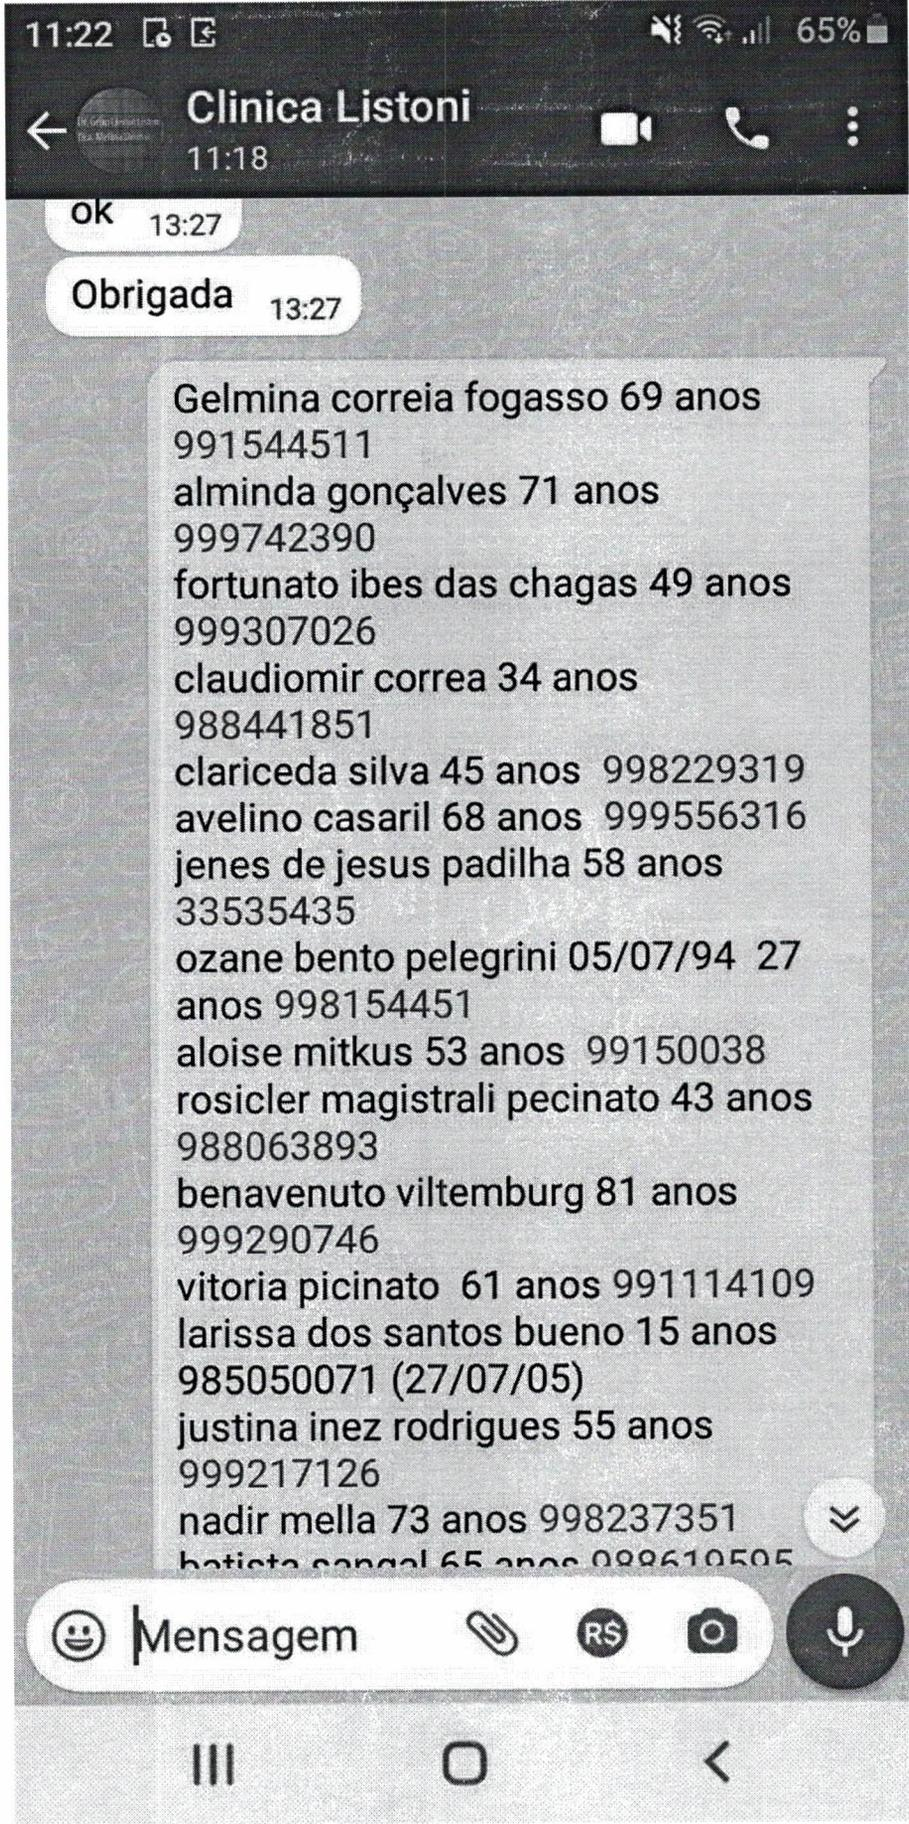 11:22 65%
Clinica Listoni
11:18
ok 13:27
Obrigada 13:27
Gelmina correia fogasso 69 anos
991544511
alminda gonçalves 71 anos
999742390
fortunato ibes das chagas 49 anos
999307026
claudiomir correa 34 anos
988441851
clariceda silva 45 anos 998229319
avelino casaril 68 anos 999556316
jenes de jesus padilha 58 anos
33535435
ozane bento pelegrini 05/07/94 27
anos 998154451
aloise mitkus 53 anos 99150038
rosicler magistrali pecinato 43 anos
988063893
benavenuto viltemburg 81 anos
999290746
vitoria picinato 61 anos 991114109
larissa dos santos bueno 15 anos
985050071 (27/07/05)
justina inez rodrigues 55 anos
999217126
nadir mella 73 anos 998237351
batista 65 anos
Mensagem
R$